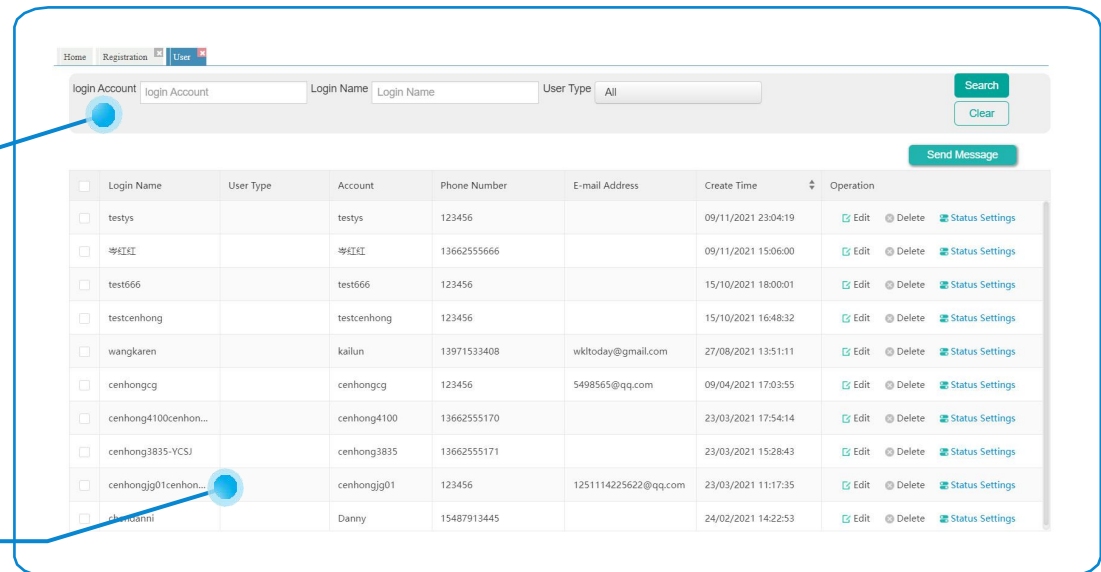 Home Registration User
login Account login Account Login Name Login Name User Type All Search
Clear
Send Message
Login Name User Type Account Phone Number E-mail Address Create Time Operation
testys testys 123456 09/11/2021 23:04:19 Edit Delete Status Settings
岑红红 岑红红 13662555666 09/11/2021 15:06:00 Edit Delete Status Settings
test666 test666 123456 15/10/2021 18:00:01 Edit Delete Status Settings
testcenhong testcenhong 123456 15/10/2021 16:48:32 Edit Delete Status Settings
wangkaren kailun 13971533408 wkltoday@gmail.com 27/08/2021 13:51:11 Edit Delete Status Settings
cenhongcg cenhongcg 123456 5498565@qq.com 09/04/2021 17:03:55 Edit Delete Status Settings
cenhong4100cenhon... cenhong4100 13662555170 23/03/2021 17:54:14 Edit Delete Status Settings
cenhong3835-YCSJ cenhong3835 13662555171 23/03/2021 15:28:43 Edit Delete Status Settings
cenhongjg01cenhon... cenhongjg01 123456 1251114225622@qq.com 23/03/2021 11:17:35 Edit Delete Status Settings
chendanni Danny 15487913445 24/02/2021 14:22:53 Edit Delete Status Settings